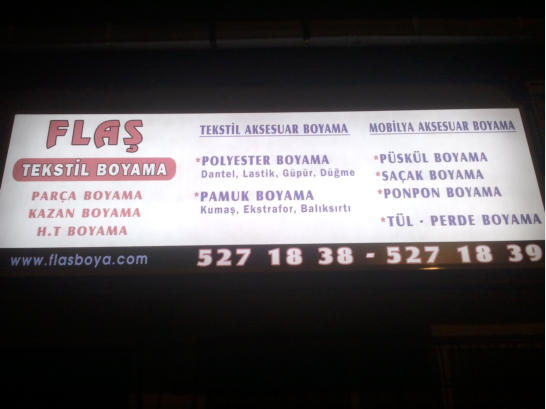 FLAŞ
TEKSTİL BOYAMA
PARÇA BOYAMA
KAZAN BOYAMA
H.T BOYAMA
TEKSTİL AKSESUAR BOYAMA
*POLYESTER BOYAMA
Dantel, Lastik, Güpür, Düğme
*PAMUK BOYAMA
Kumaş, Ekstrafor, Balıksırtı
MOBİLYA AKSESUAR BOYAMA
*PÜSKÜL BOYAMA
*SAÇAK BOYAMA
*PONPON BOYAMA
*TÜL - PERDE BOYAMA
www.flasboya.com
527 18 38 - 527 18 39